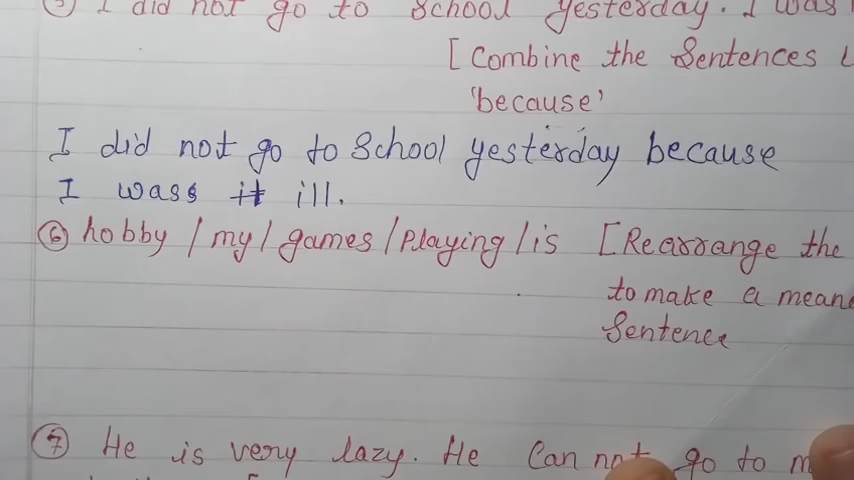 ⑤ I did not go to School yesterday. I was
[Combine the Sentences
'because'
I did not go to School yesterday because
I wass it ill.
⑥ hobby / my / games / Playing / is [Rearrange the
to make a mean
Sentence
⑦ He is very lazy. He Can not go to